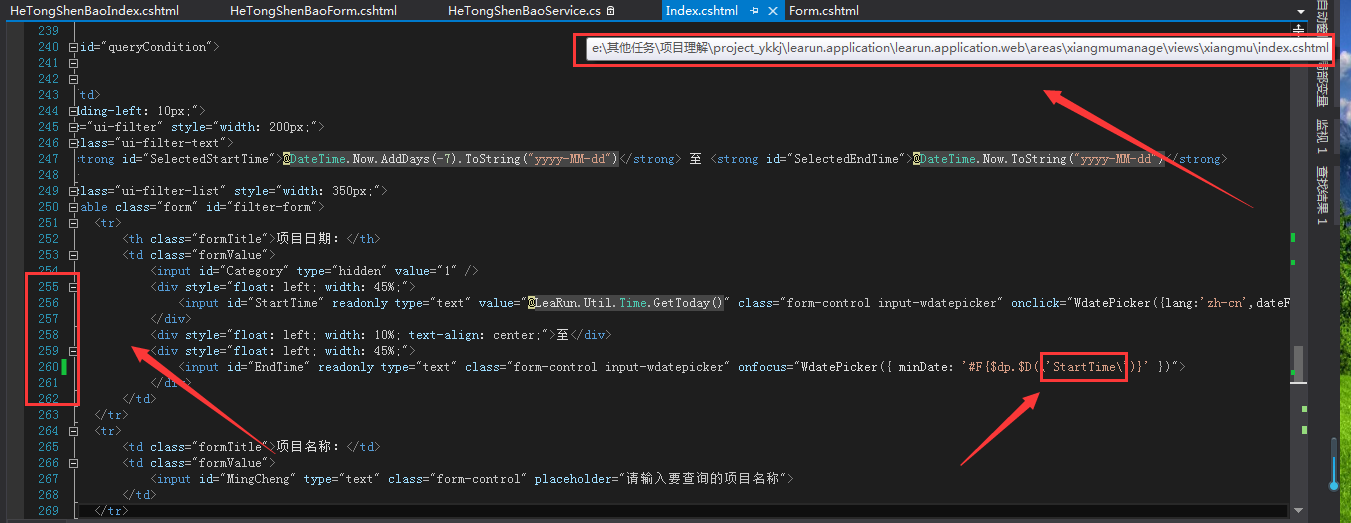 HeTongShenBaoIndex.cshtml HeTongShenBaoForm.cshtml HeTongShenBaoService.cs Index.cshtml Form.cshtml
e:\其他任务\项目理解\project_ykkj\learun.application\learun.application.web\areas\xiangmumanage\views\xiangmu\index.cshtml
239
240 id="queryCondition">
241
242
243 td>
244 ding-left: 10px;">
245 ="ui-filter" style="width: 200px;">
246 lass="ui-filter-text">
247 trong id="SelectedStartTime">@DateTime.Now.AddDays(-7).ToString("yyyy-MM-dd")</strong> 至 <strong id="SelectedEndTime">@DateTime.Now.ToString("yyyy-MM-dd")</strong>
248
249 lass="ui-filter-list" style="width: 350px;">
250 able class="form" id="filter-form">
251 <tr>
252 <th class="formTitle">项目日期：</th>
253 <td class="formValue">
254 <input id="Category" type="hidden" value="1" />
255 <div style="float: left; width: 45%;">
256 <input id="StartTime" readonly type="text" value="@LeaRun.Util.Time.GetToday()" class="form-control input-wdatepicker" onclick="WdatePicker({lang:'zh-cn',dateF
257 </div>
258 <div style="float: left; width: 10%; text-align: center;">至</div>
259 <div style="float: left; width: 45%;">
260 <input id="EndTime" readonly type="text" class="form-control input-wdatepicker" onfocus="WdatePicker({ minDate: '#F{$dp.$D(\'StartTime\')}' })">
261 </div>
262 </td>
263 </tr>
264 <tr>
265 <td class="formTitle">项目名称：</td>
266 <td class="formValue">
267 <input id="MingCheng" type="text" class="form-control" placeholder="请输入要查询的项目名称">
268 </td>
269 </tr>
自动窗
局部变量
监视 1
查找结果 1